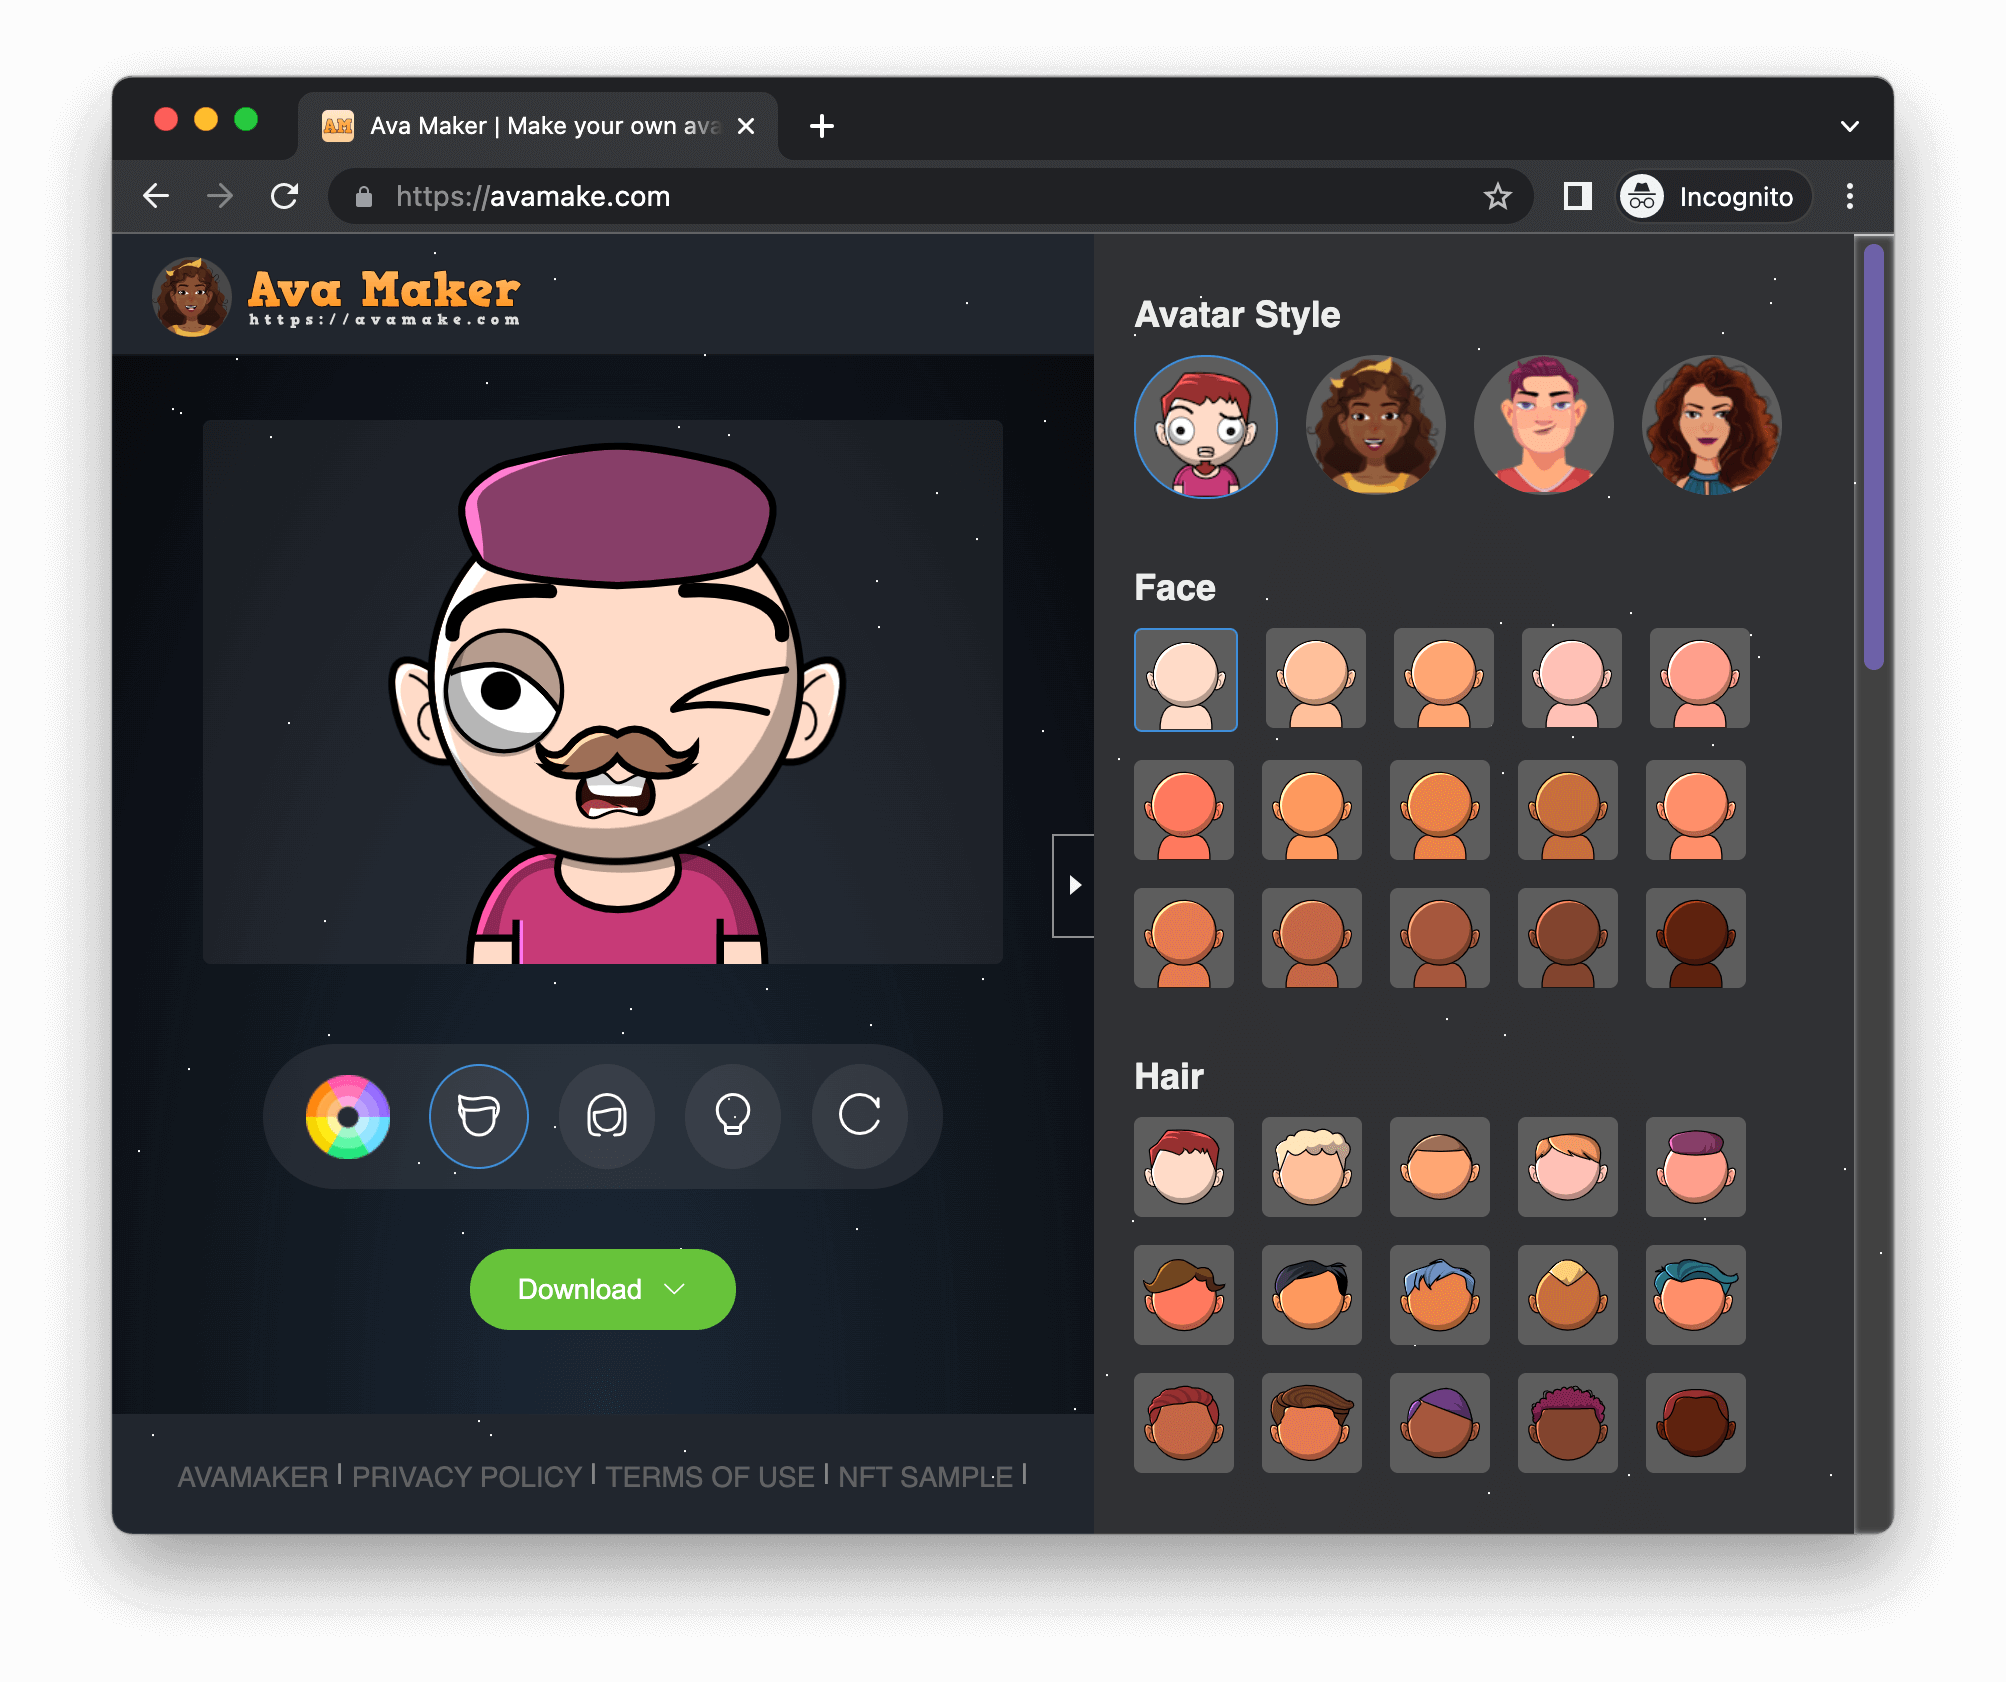 AM
Ava Maker | Make your own ava
https://avamake.com
Incognito
Ava Maker
https://avamake.com
Avatar Style
Face
Hair
Download
AVAMAKER | PRIVACY POLICY | TERMS OF USE | NFT SAMPLE |